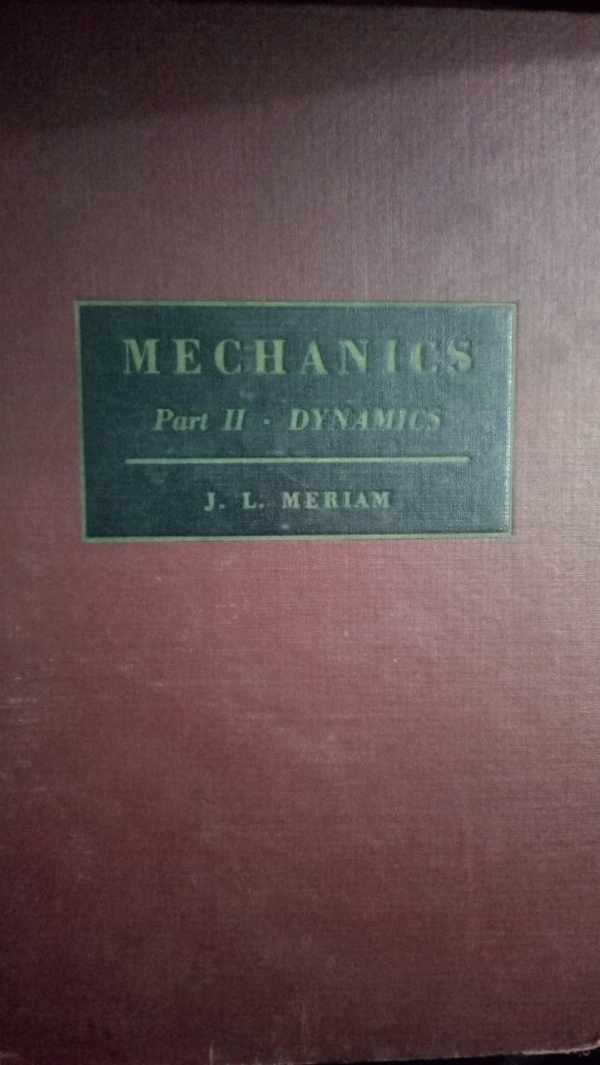 MECHANICS
Part II · DYNAMICS
J. L. MERIAM